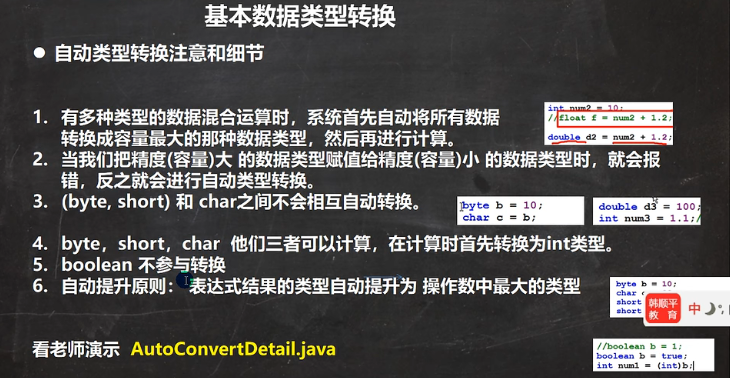 基本数据类型转换
● 自动类型转换注意和细节
1. 有多种类型的数据混合运算时，系统首先自动将所有数据
转换成容量最大的那种数据类型，然后再进行计算。
int num2 = 10;
//float f = num2 + 1.2;
double d2 = num2 + 1.2;
2. 当我们把精度(容量)大 的数据类型赋值给精度(容量)小 的数据类型时，就会报
错，反之就会进行自动类型转换。
3. (byte, short) 和 char之间不会相互自动转换。
byte b = 10;
char c = b;
double d3 = 100;
int num3 = 1.1;/
4. byte，short，char 他们三者可以计算，在计算时首先转换为int类型。
5. boolean 不参与转换
6. 自动提升原则： 表达式结果的类型自动提升为 操作数中最大的类型
byte b = 10;
char
short
short
韩顺平
教 育
中
看老师演示 AutoConvertDetail.java
//boolean b = 1;
boolean b = true;
int num1 = (int)b;